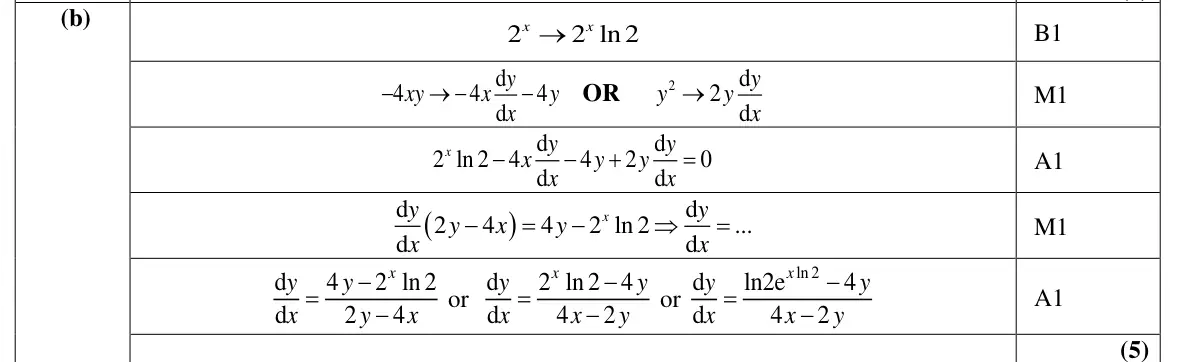 (b)
2^x → 2^x ln 2 B1
−4xy → −4x dy/dx − 4y OR y² → 2y dy/dx M1
2^x ln 2 − 4x dy/dx − 4y + 2y dy/dx = 0 A1
dy/dx (2y − 4x) = 4y − 2^x ln 2 ⇒ dy/dx = ... M1
dy/dx = (4y − 2^x ln 2)/(2y − 4x) or dy/dx = (2^x ln 2 − 4y)/(4x − 2y) or dy/dx = (ln2e^(x ln 2) − 4y)/(4x − 2y) A1
(5)